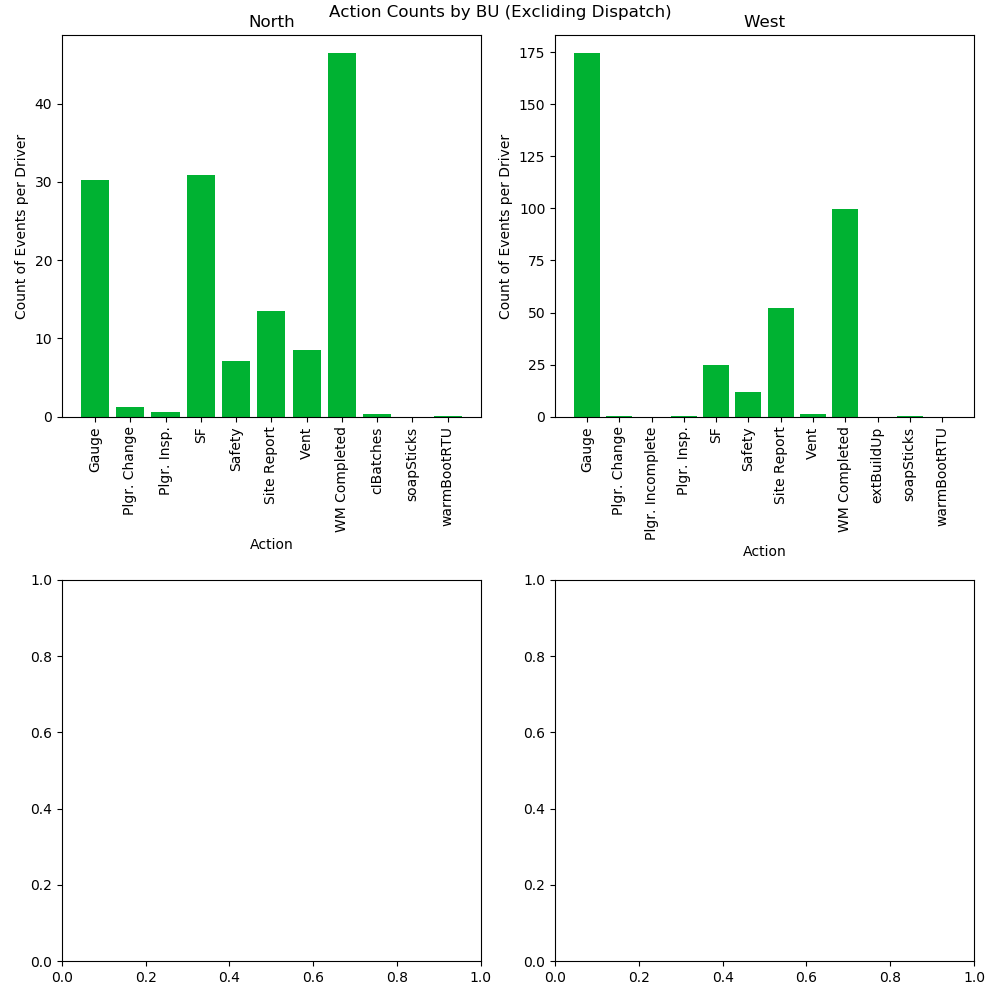 Action Counts by BU (Excliding Dispatch)
North
Count of Events per Driver
40
30
20
10
0
Gauge
Plgr. Change
Plgr. Insp.
SF
Safety
Site Report
Vent
WM Completed
clBatches
soapSticks
warmBootRTU
Action
West
Count of Events per Driver
175
150
125
100
75
50
25
0
Gauge
Plgr. Change
Plgr. Incomplete
Plgr. Insp.
SF
Safety
Site Report
Vent
WM Completed
extBuildUp
soapSticks
warmBootRTU
Action
1.0
0.8
0.6
0.4
0.2
0.0
0.0 0.2 0.4 0.6 0.8 1.0
1.0
0.8
0.6
0.4
0.2
0.0
0.0 0.2 0.4 0.6 0.8 1.0